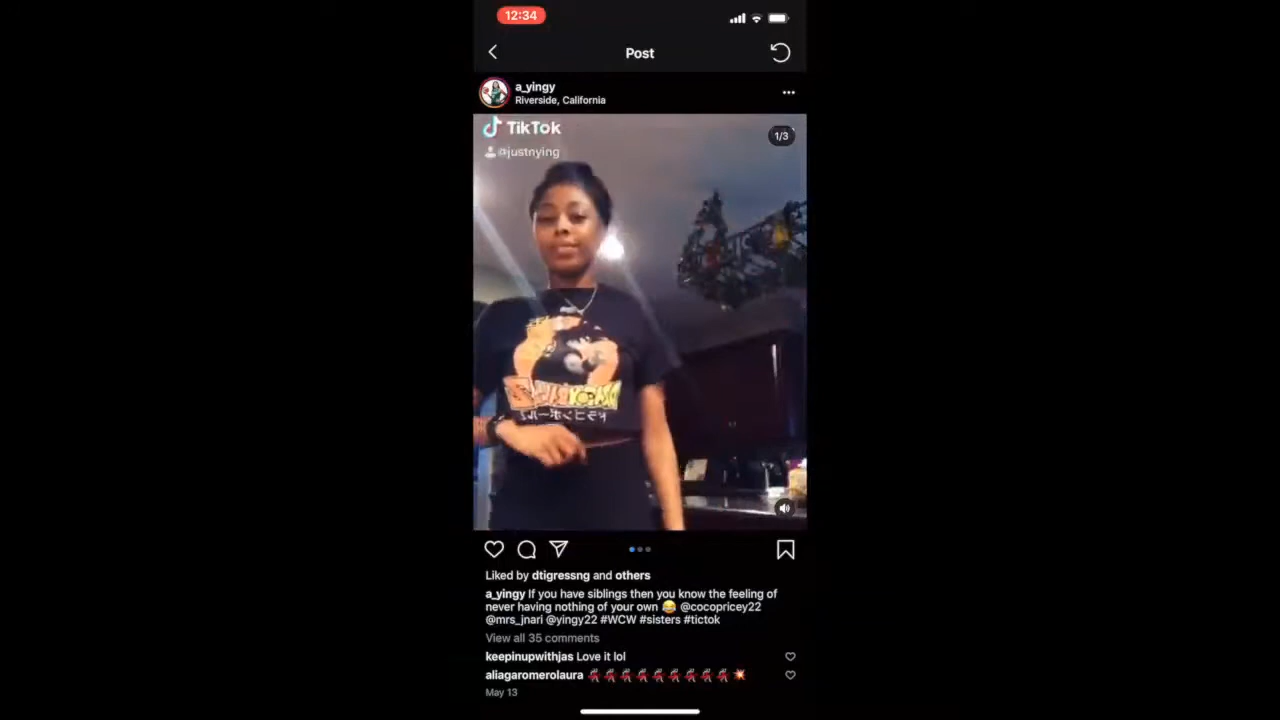 12:34
Post
a_yingy
Riverside, California
TikTok
1/3
@justnying
Liked by dtigressng and others
a_yingy If you have siblings then you know the feeling of
never having nothing of your own 😂 @cocopricey22
@mrs_jnari @yingy22 #WCW #sisters #tictok
View all 35 comments
keepinupwithjas Love it lol
aliagaromerolaura 💃💃💃💃💃💃💃💃💃💥
May 13